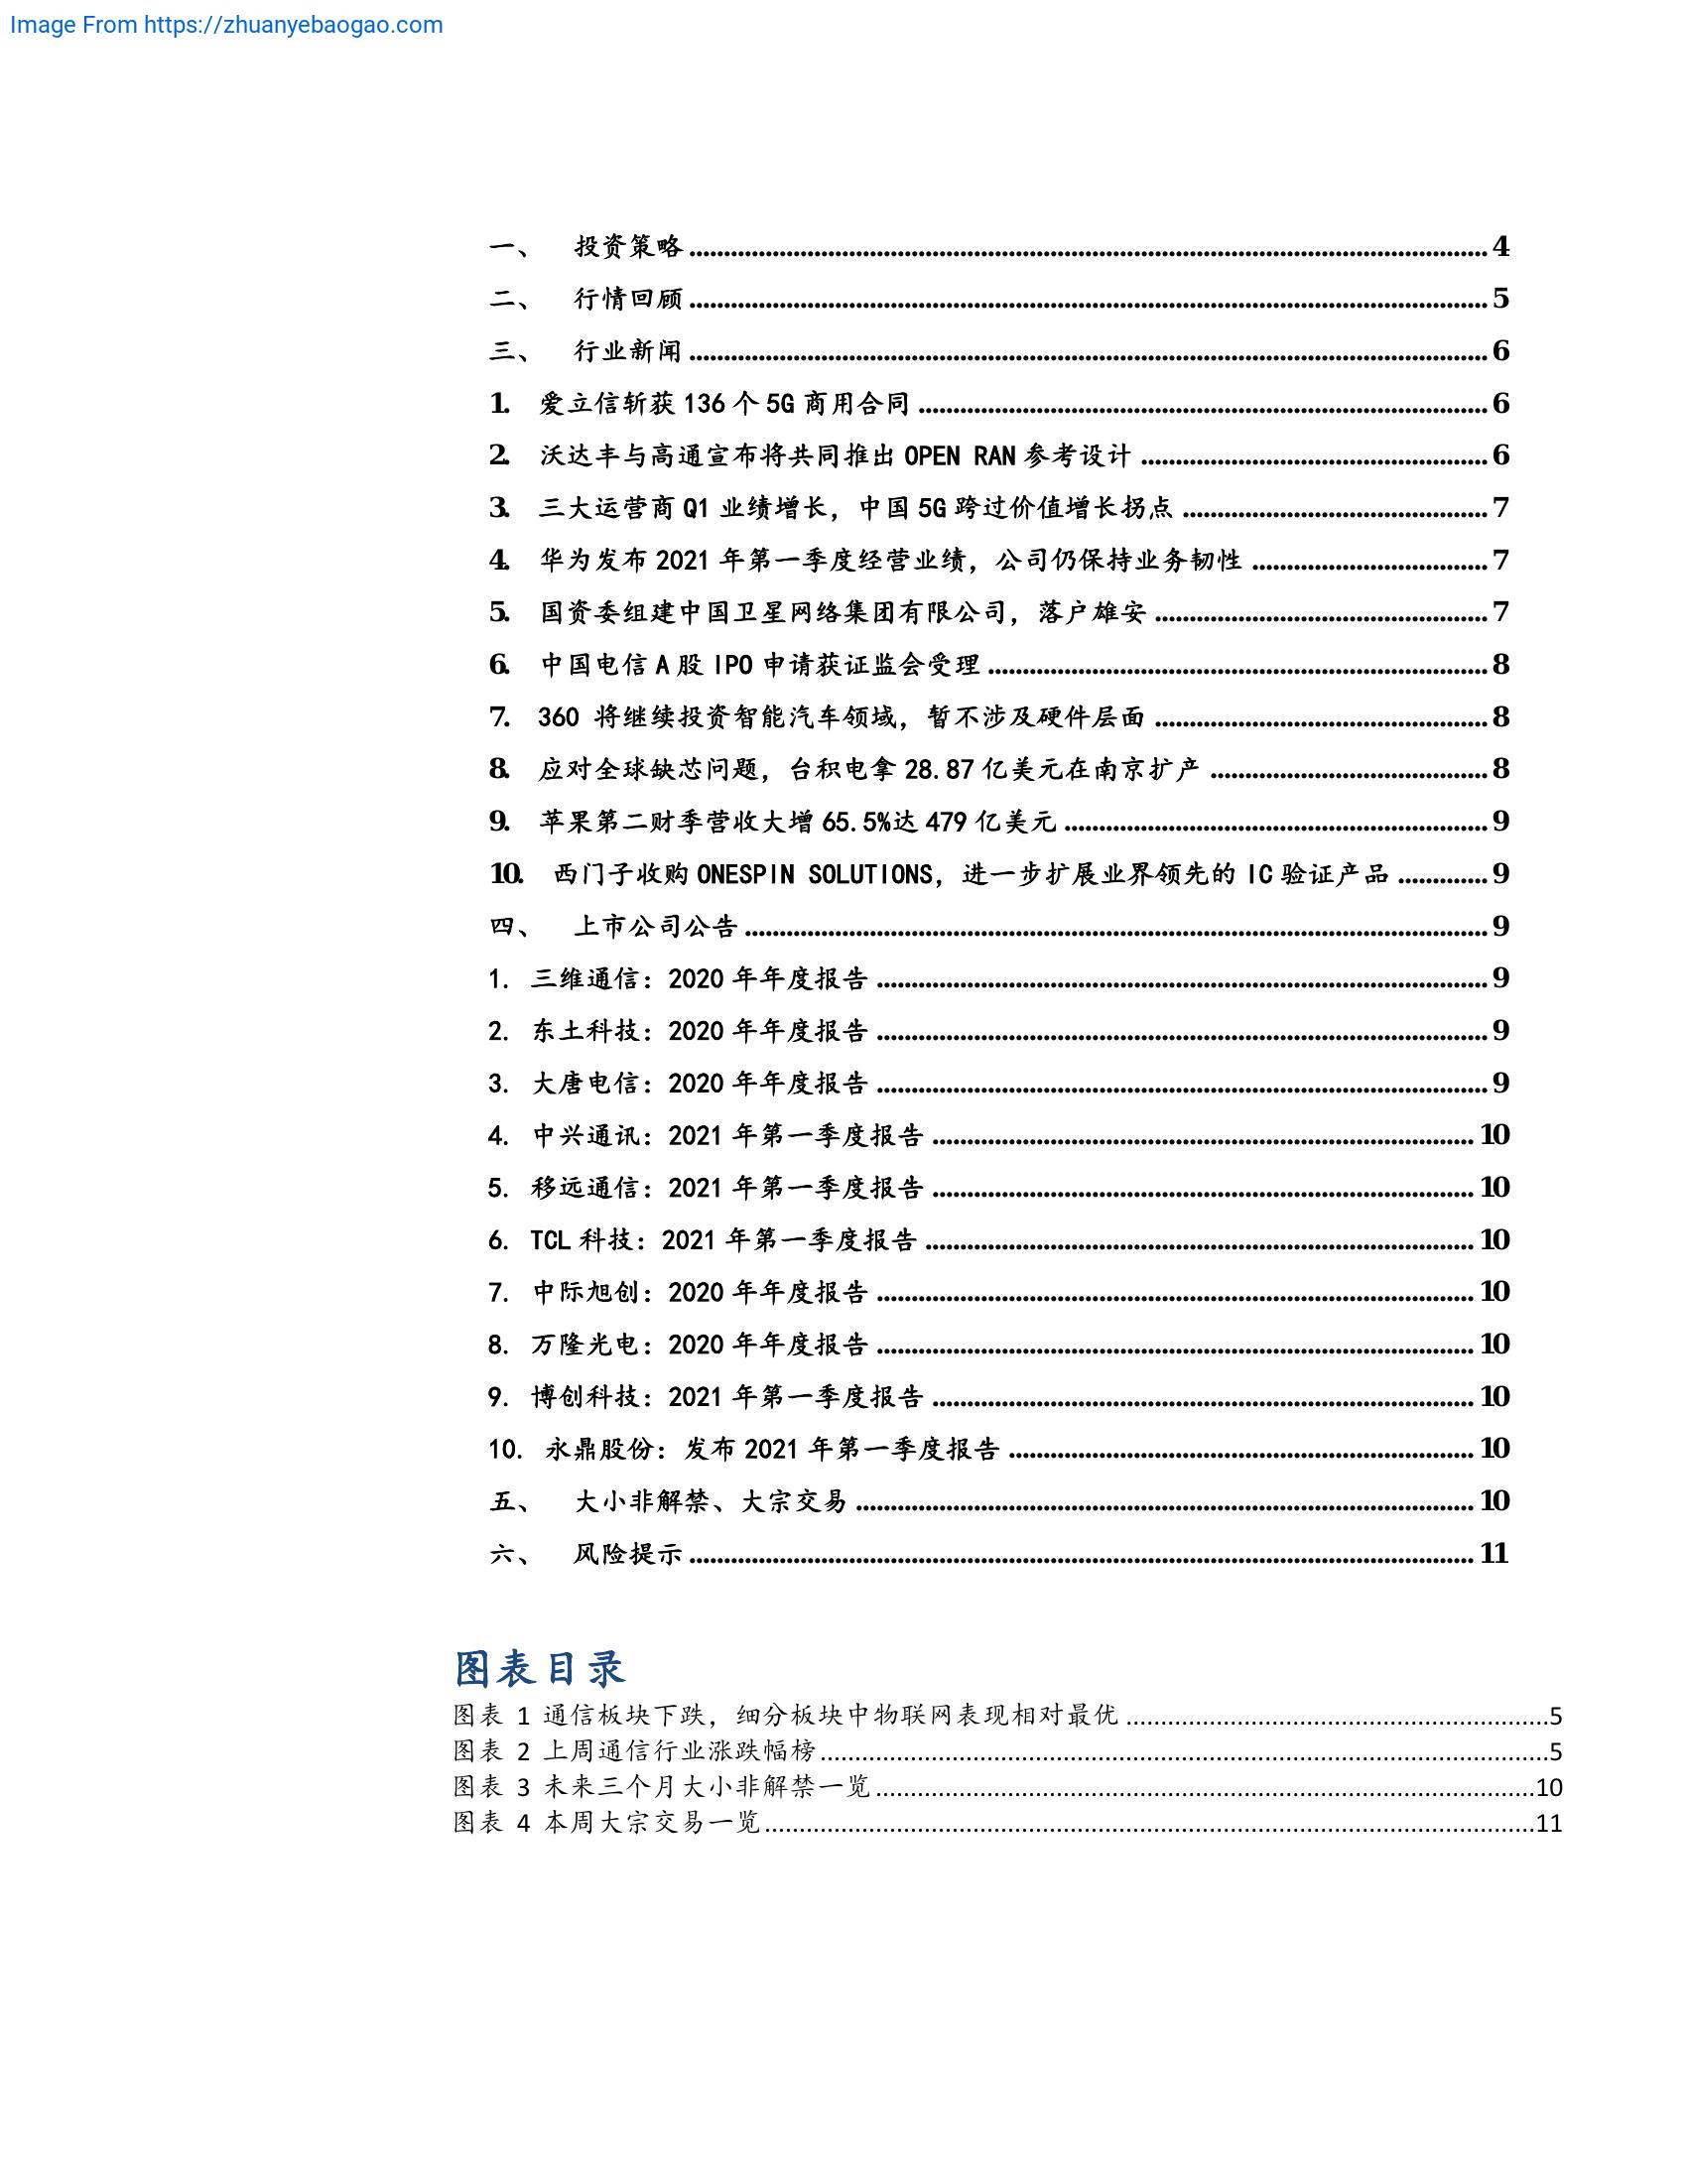 Image From https://zhuanyebaogao.com
一、 投资策略 4
二、 行情回顾 5
三、 行业新闻 6
1. 爱立信斩获 136 个 5G 商用合同 6
2. 沃达丰与高通宣布将共同推出 OPEN RAN 参考设计 6
3. 三大运营商 Q1 业绩增长，中国 5G 跨过价值增长拐点 7
4. 华为发布 2021 年第一季度经营业绩，公司仍保持业务韧性 7
5. 国资委组建中国卫星网络集团有限公司，落户雄安 7
6. 中国电信 A 股 IPO 申请获证监会受理 8
7. 360 将继续投资智能汽车领域，暂不涉及硬件层面 8
8. 应对全球缺芯问题，台积电拿 28.87 亿美元在南京扩产 8
9. 苹果第二财季营收大增 65.5%达 479 亿美元 9
10. 西门子收购 ONESPIN SOLUTIONS，进一步扩展业界领先的 IC 验证产品 9
四、 上市公司公告 9
1. 三维通信：2020 年年度报告 9
2. 东土科技：2020 年年度报告 9
3. 大唐电信：2020 年年度报告 9
4. 中兴通讯：2021 年第一季度报告 10
5. 移远通信：2021 年第一季度报告 10
6. TCL 科技：2021 年第一季度报告 10
7. 中际旭创：2020 年年度报告 10
8. 万隆光电：2020 年年度报告 10
9. 博创科技：2021 年第一季度报告 10
10. 永鼎股份：发布 2021 年第一季度报告 10
五、 大小非解禁、大宗交易 10
六、 风险提示 11
图表目录
图表 1 通信板块下跌，细分板块中物联网表现相对最优 5
图表 2 上周通信行业涨跌幅榜 5
图表 3 未来三个月大小非解禁一览 10
图表 4 本周大宗交易一览 11